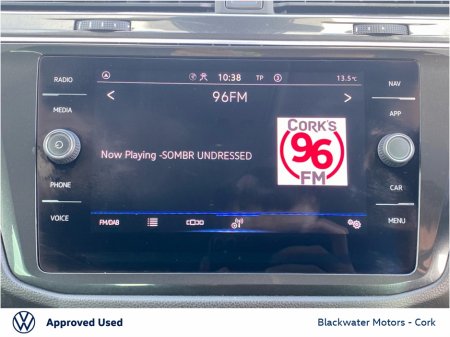 RADIO
MEDIA
PHONE
VOICE
10:38 TP 3 13.5°C
96FM
Now Playing -SOMBR UNDRESSED
CORK'S
96
FM
FM/DAB
NAV
APP
CAR
MENU
Approved Used
Blackwater Motors - Cork